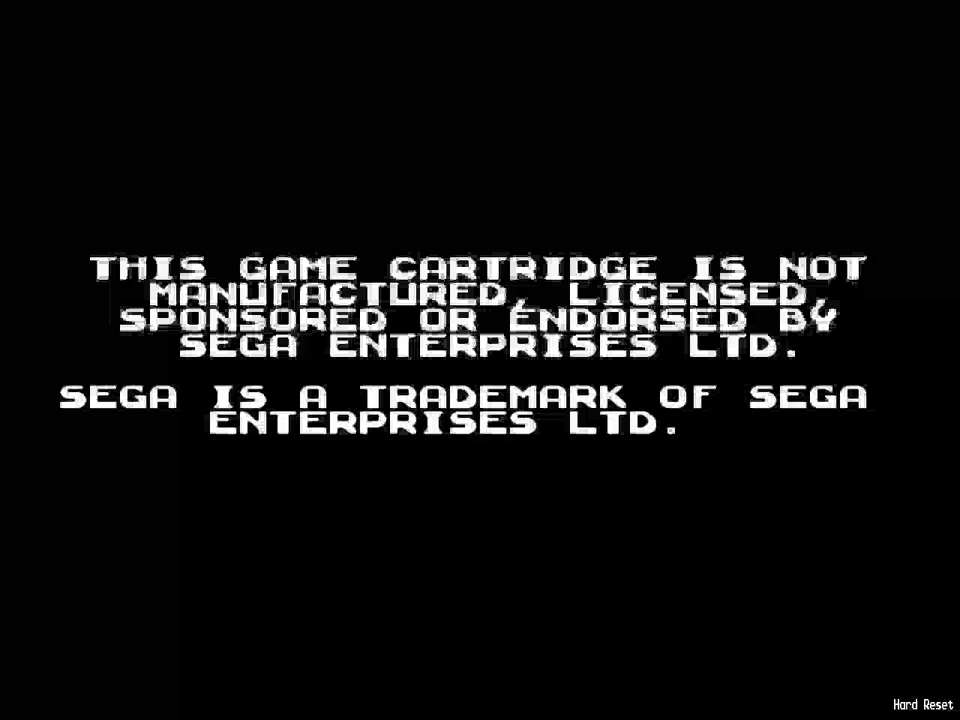 THIS GAME CARTRIDGE IS NOT
MANUFACTURED, LICENSED,
SPONSORED OR ENDORSED BY
SEGA ENTERPRISES LTD.
SEGA IS A TRADEMARK OF SEGA
ENTERPRISES LTD.
Hard Reset